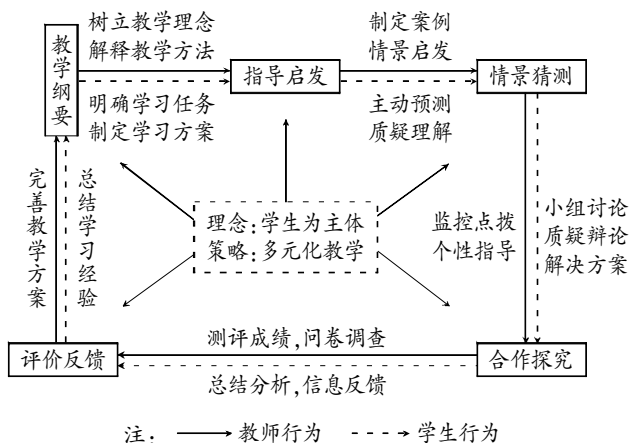 树立教学理念
解释教学方法
明确学习任务
制定学习方案
教学纲要
指导启发
制定案例
情景启发
主动预测
质疑理解
情景猜测
完善教学方案
总结学习经验
理念:学生为主体
策略:多元化教学
监控点拨
个性指导
小组讨论
质疑辩论
解决方案
评价反馈
测评成绩,问卷调查
总结分析,信息反馈
合作探究
注: 教师行为 学生行为